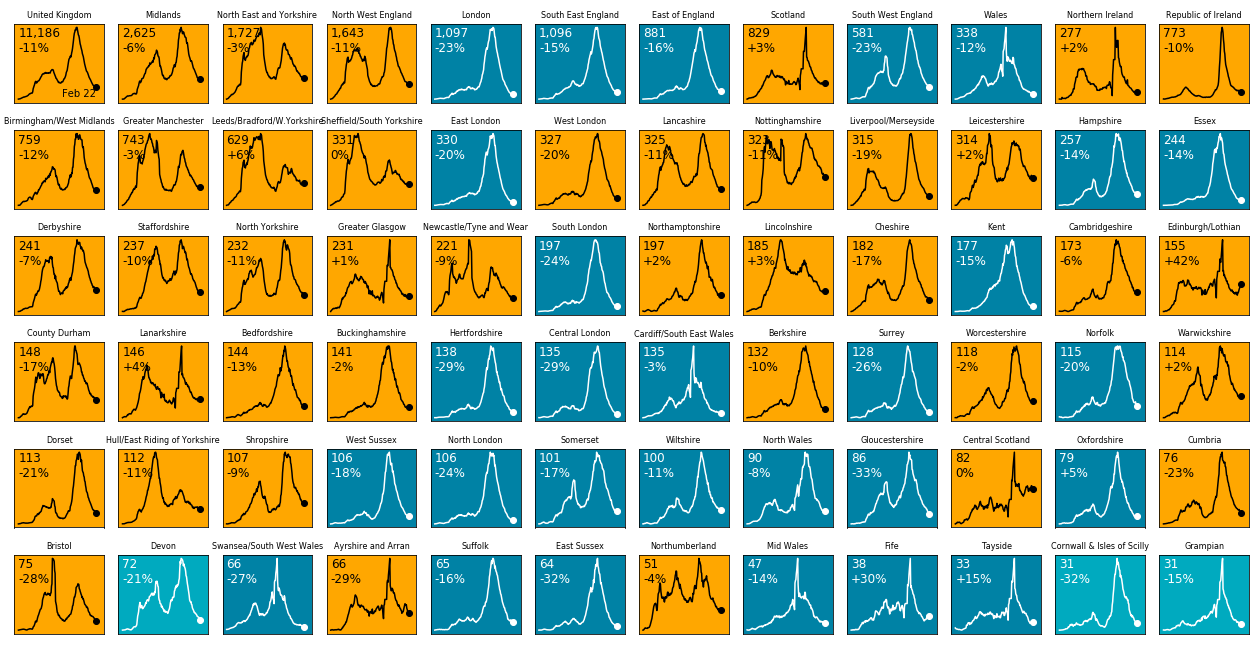 United Kingdom
11,186
-11%
Feb 22
Midlands
2,625
-6%
North East and Yorkshire
1,727
-3%
North West England
1,643
-11%
London
1,097
-23%
South East England
1,096
-15%
East of England
881
-16%
Scotland
829
+3%
South West England
581
-23%
Wales
338
-12%
Northern Ireland
277
+2%
Republic of Ireland
773
-10%
Birmingham/West Midlands
759
-12%
Greater Manchester
743
-3%
Leeds/Bradford/W.Yorkshire
629
+6%
Sheffield/South Yorkshire
331
0%
East London
330
-20%
West London
327
-20%
Lancashire
325
-11%
Nottinghamshire
323
-11%
Liverpool/Merseyside
315
-19%
Leicestershire
314
+2%
Hampshire
257
-14%
Essex
244
-14%
Derbyshire
241
-7%
Staffordshire
237
-10%
North Yorkshire
232
-11%
Greater Glasgow
231
+1%
Newcastle/Tyne and Wear
221
-9%
South London
197
-24%
Northamptonshire
197
+2%
Lincolnshire
185
+3%
Cheshire
182
-17%
Kent
177
-15%
Cambridgeshire
173
-6%
Edinburgh/Lothian
155
+42%
County Durham
148
-17%
Lanarkshire
146
+4%
Bedfordshire
144
-13%
Buckinghamshire
141
-2%
Hertfordshire
138
-29%
Central London
135
-29%
Cardiff/South East Wales
135
-3%
Berkshire
132
-10%
Surrey
128
-26%
Worcestershire
118
-2%
Norfolk
115
-20%
Warwickshire
114
+2%
Dorset
113
-21%
Hull/East Riding of Yorkshire
112
-11%
Shropshire
107
-9%
West Sussex
106
-18%
North London
106
-24%
Somerset
101
-17%
Wiltshire
100
-11%
North Wales
90
-8%
Gloucestershire
86
-33%
Central Scotland
82
0%
Oxfordshire
79
+5%
Cumbria
76
-23%
Bristol
75
-28%
Devon
72
-21%
Swansea/South West Wales
66
-27%
Ayrshire and Arran
66
-29%
Suffolk
65
-16%
East Sussex
64
-32%
Northumberland
51
-4%
Mid Wales
47
-14%
Fife
38
+30%
Tayside
33
+15%
Cornwall & Isles of Scilly
31
-32%
Grampian
31
-15%